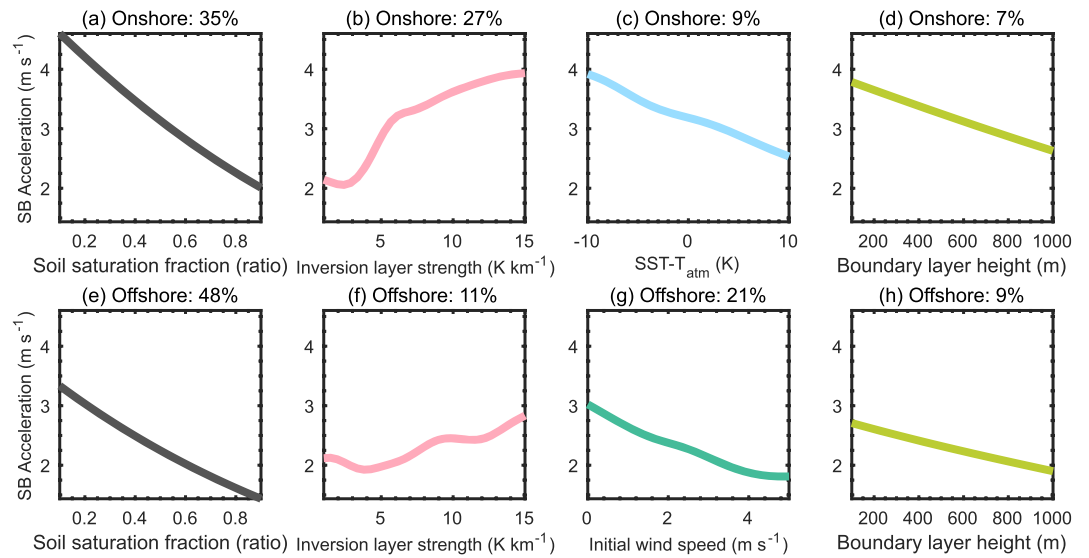 (a) Onshore: 35% (b) Onshore: 27% (c) Onshore: 9% (d) Onshore: 7%
SB Acceleration (m s⁻¹)
4 4 4 4
3 3 3 3
2 2 2 2
0.2 0.4 0.6 0.8 5 10 15 -10 0 10 200 400 600 800 1000
Soil saturation fraction (ratio) Inversion layer strength (K km⁻¹) SST-Tₐₜₘ (K) Boundary layer height (m)
(e) Offshore: 48% (f) Offshore: 11% (g) Offshore: 21% (h) Offshore: 9%
SB Acceleration (m s⁻¹)
4 4 4 4
3 3 3 3
2 2 2 2
0.2 0.4 0.6 0.8 5 10 15 0 2 4 200 400 600 800 1000
Soil saturation fraction (ratio) Inversion layer strength (K km⁻¹) Initial wind speed (m s⁻¹) Boundary layer height (m)